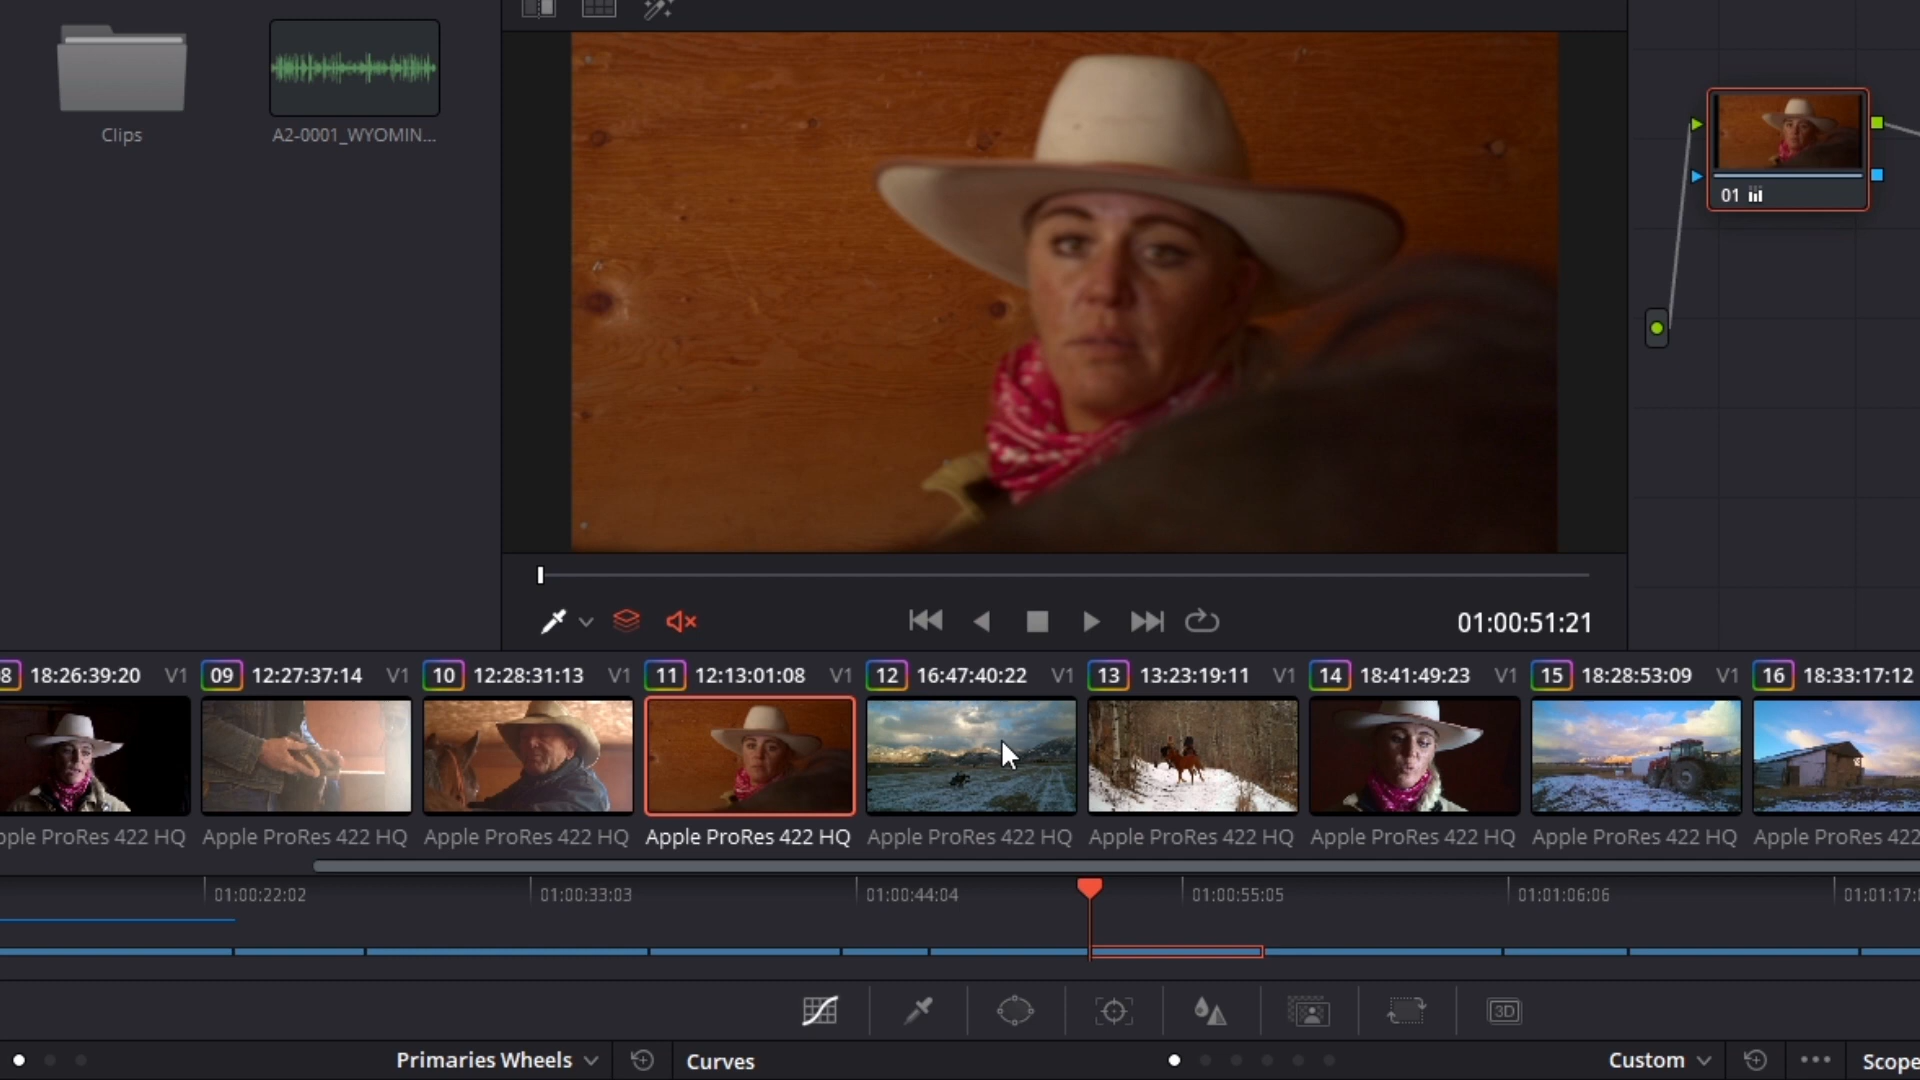 Clips
A2-0001_WYOMIN...
01
01:00:51:21
8 18:26:39:20 V1
09 12:27:37:14 V1
10 12:28:31:13 V1
11 12:13:01:08 V1
12 16:47:40:22 V1
13 13:23:19:11 V1
14 18:41:49:23 V1
15 18:28:53:09 V1
16 18:33:17:12
pple ProRes 422 HQ
Apple ProRes 422 HQ
Apple ProRes 422 HQ
Apple ProRes 422 HQ
Apple ProRes 422 HQ
Apple ProRes 422 HQ
Apple ProRes 422 HQ
Apple ProRes 422 HQ
Apple ProRes 422
01:00:22:02
01:00:33:03
01:00:44:04
01:00:55:05
01:01:06:06
01:01:17:
3D
Primaries Wheels
Curves
Custom
Scope